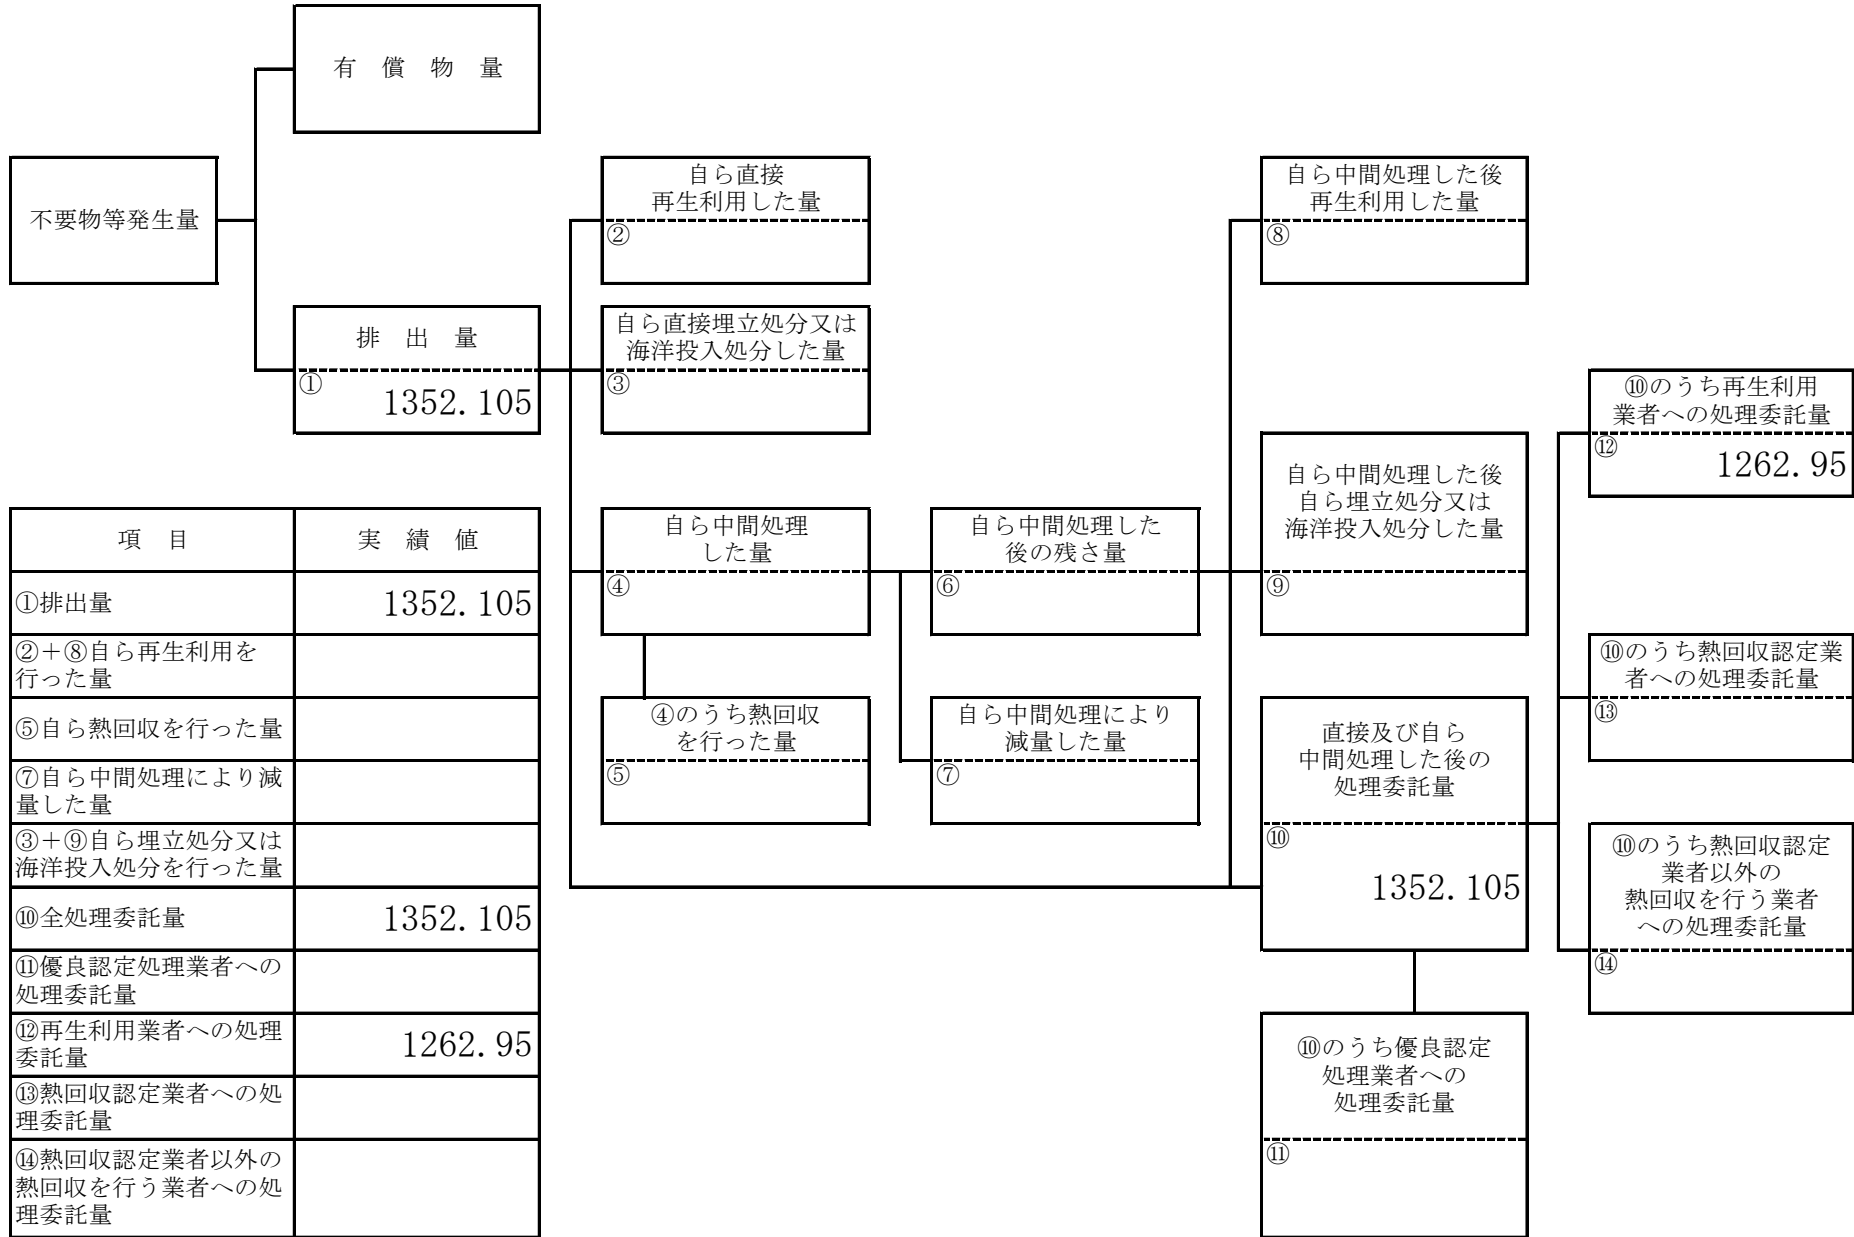 有 償 物 量
不要物等発生量
排 出 量
①
1352.105
自ら直接
再生利用した量
②
自ら直接埋立処分又は
海洋投入処分した量
③
自ら中間処理
した量
④
④のうち熱回収
を行った量
⑤
自ら中間処理した
後の残さ量
⑥
自ら中間処理により
減量した量
⑦
自ら中間処理した後
再生利用した量
⑧
自ら中間処理した後
自ら埋立処分又は
海洋投入処分した量
⑨
直接及び自ら
中間処理した後の
処理委託量
⑩
1352.105
⑩のうち優良認定
処理業者への
処理委託量
⑪
⑩のうち再生利用
業者への処理委託量
⑫
1262.95
⑩のうち熱回収認定業
者への処理委託量
⑬
⑩のうち熱回収認定
業者以外の
熱回収を行う業者
への処理委託量
⑭
項 目 実 績 値
①排出量 1352.105
②+⑧自ら再生利用を
行った量
⑤自ら熱回収を行った量
⑦自ら中間処理により減
量した量
③+⑨自ら埋立処分又は
海洋投入処分を行った量
⑩全処理委託量 1352.105
⑪優良認定処理業者への
処理委託量
⑫再生利用業者への処理
委託量 1262.95
⑬熱回収認定業者への処
理委託量
⑭熱回収認定業者以外の
熱回収を行う業者への処
理委託量